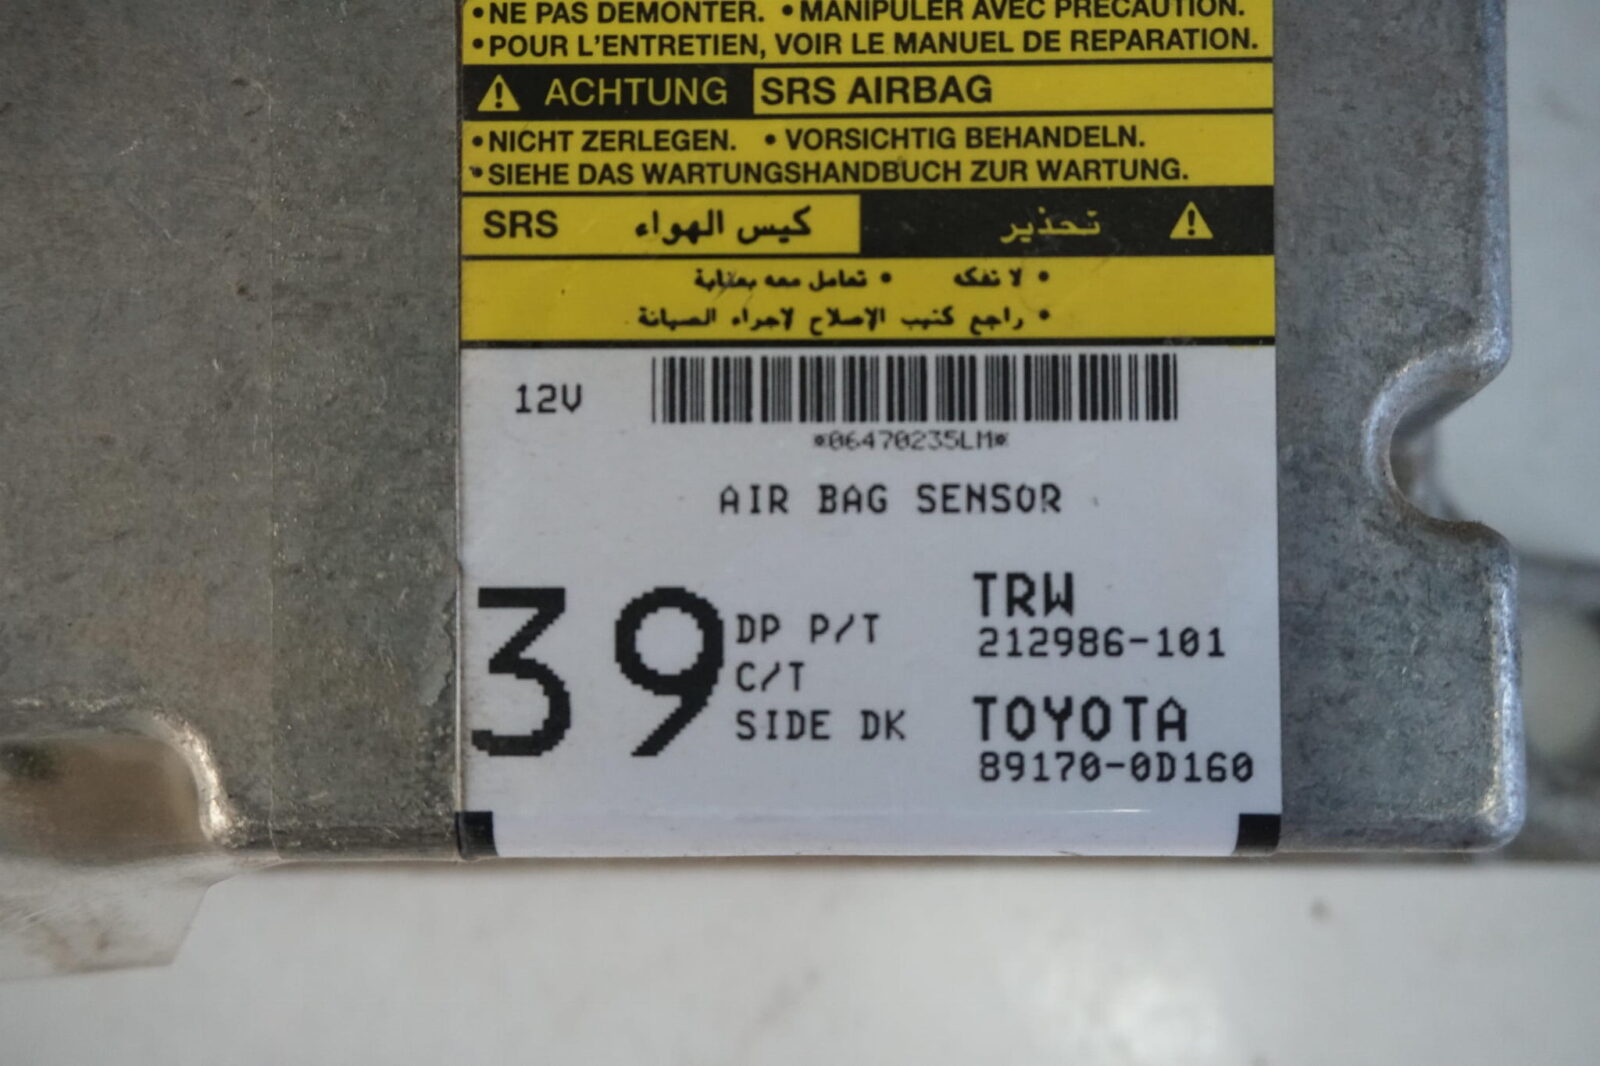 •NE PAS DEMONTER. •MANIPULER AVEC PRECAUTION.
•POUR L'ENTRETIEN, VOIR LE MANUEL DE REPARATION.
ACHTUNG SRS AIRBAG
•NICHT ZERLEGEN. •VORSICHTIG BEHANDELN.
•SIEHE DAS WARTUNGSHANDBUCH ZUR WARTUNG.
تحذير كيس الهواء SRS
• لا تفكه • تعامل معه بعناية
• راجع كتيب الإصلاح لاجراء الصيانة
12V
*06470235LM*
AIR BAG SENSOR
39
DP P/T
C/T
SIDE DK
TRW
212986-101
TOYOTA
89170-0D160